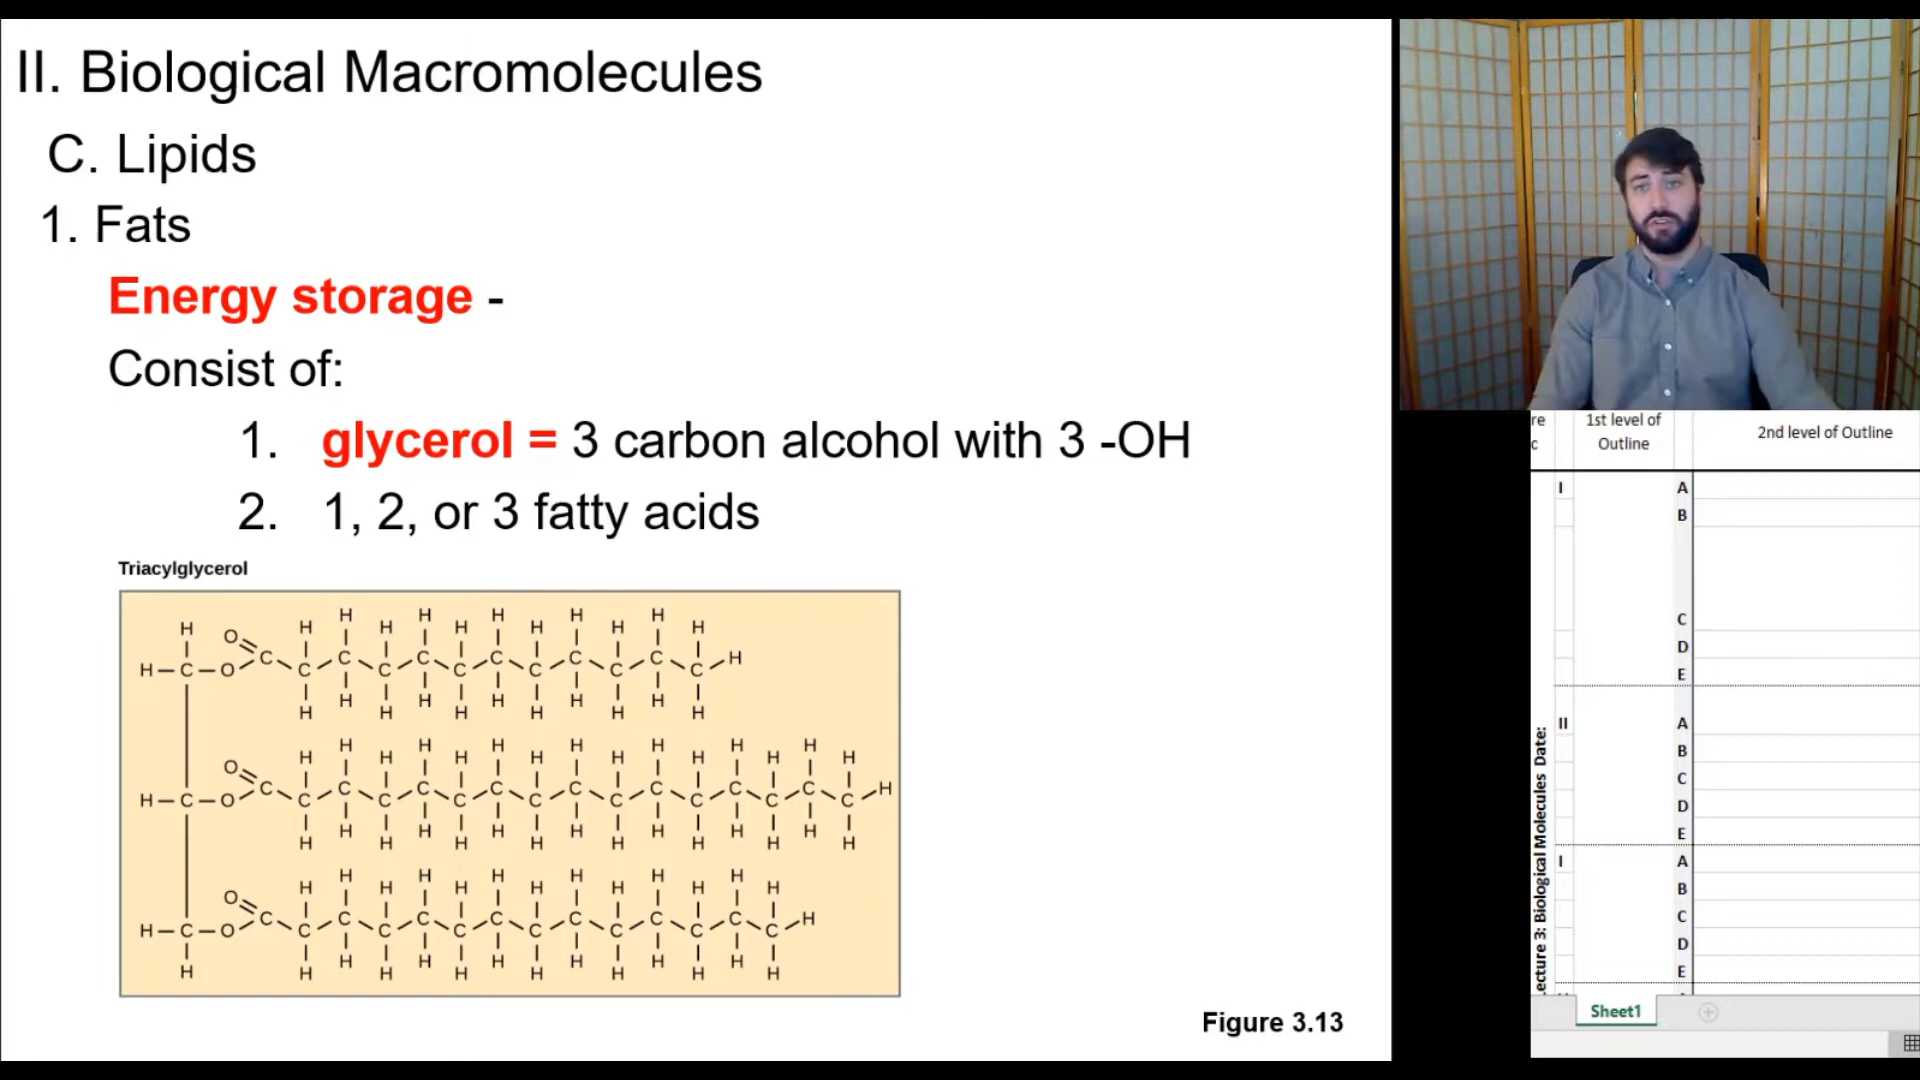 II. Biological Macromolecules
C. Lipids
1. Fats
Energy storage -
Consist of:
1. glycerol = 3 carbon alcohol with 3 -OH
2. 1, 2, or 3 fatty acids
Triacylglycerol
H H H H H H
H H H H H H H
O
C C C C C C H
H—C—O C C C C C C
H H H H H
H H H H H H
H H H H H H H
H H H H H H H
O
C C C C C C C H
H—C—O C C C C C C C
H H H H H H H
H H H H H H H
H H H H H H
H H H H H H H
O
C C C C C C C H
H—C—O C C C C C C C
H H H H H H
H H H H H H H H
Figure 3.13
re 1st level of 2nd level of Outline
c Outline
I A
B
C
D
E
II A
B
C
D
E
I A
B
C
D
E
ecture 3: Biological Molecules Date:
Sheet1